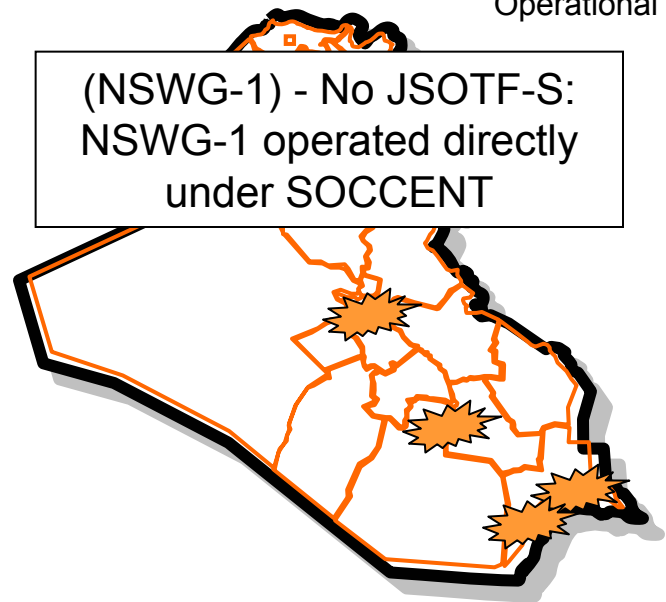 Operational
(NSWG-1) - No JSOTF-S:
NSWG-1 operated directly
under SOCCENT